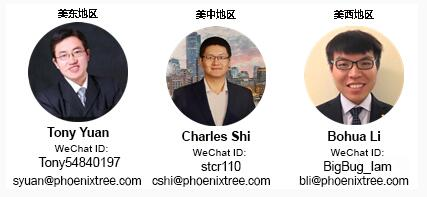 美东地区
美中地区
美西地区
Tony Yuan
WeChat ID:
Tony54840197
syuan@phoenixtree.com
Charles Shi
WeChat ID:
stcr110
cshi@phoenixtree.com
Bohua Li
WeChat ID:
BigBug_Iam
bli@phoenixtree.com